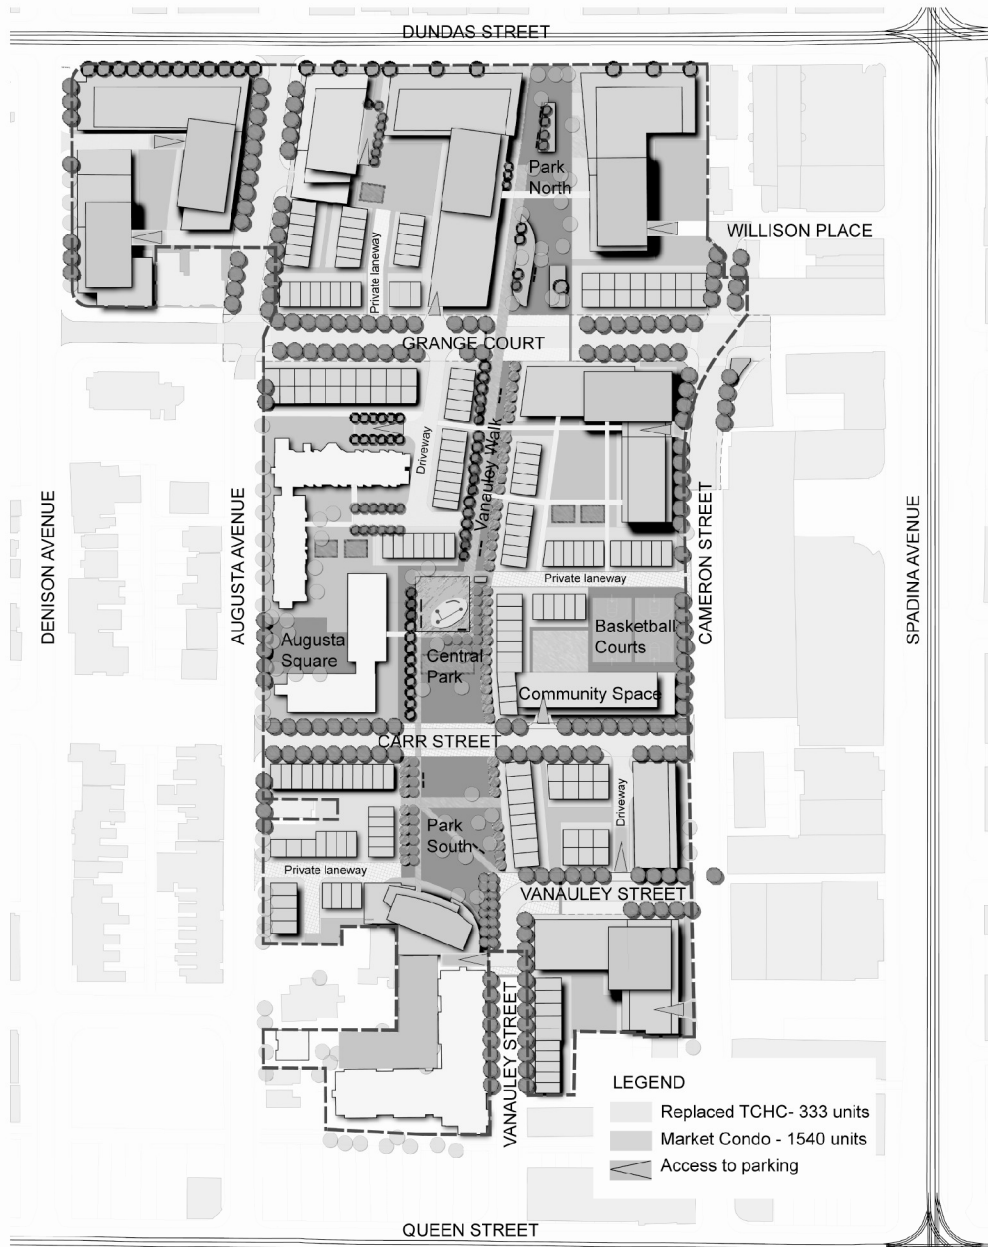 DUNDAS STREET
Park
North
WILLISON PLACE
Private laneway
GRANGE COURT
Driveway
Vanauley Walk
DENISON AVENUE
AUGUSTA AVENUE
CAMERON STREET
SPADINA AVENUE
Private laneway
Augusta
Square
Central
Park
Basketball
Courts
Community Space
CARR STREET
Park
South
Driveway
Private laneway
VANAULEY STREET
VANAULEY STREET
LEGEND
Replaced TCHC- 333 units
Market Condo - 1540 units
Access to parking
QUEEN STREET